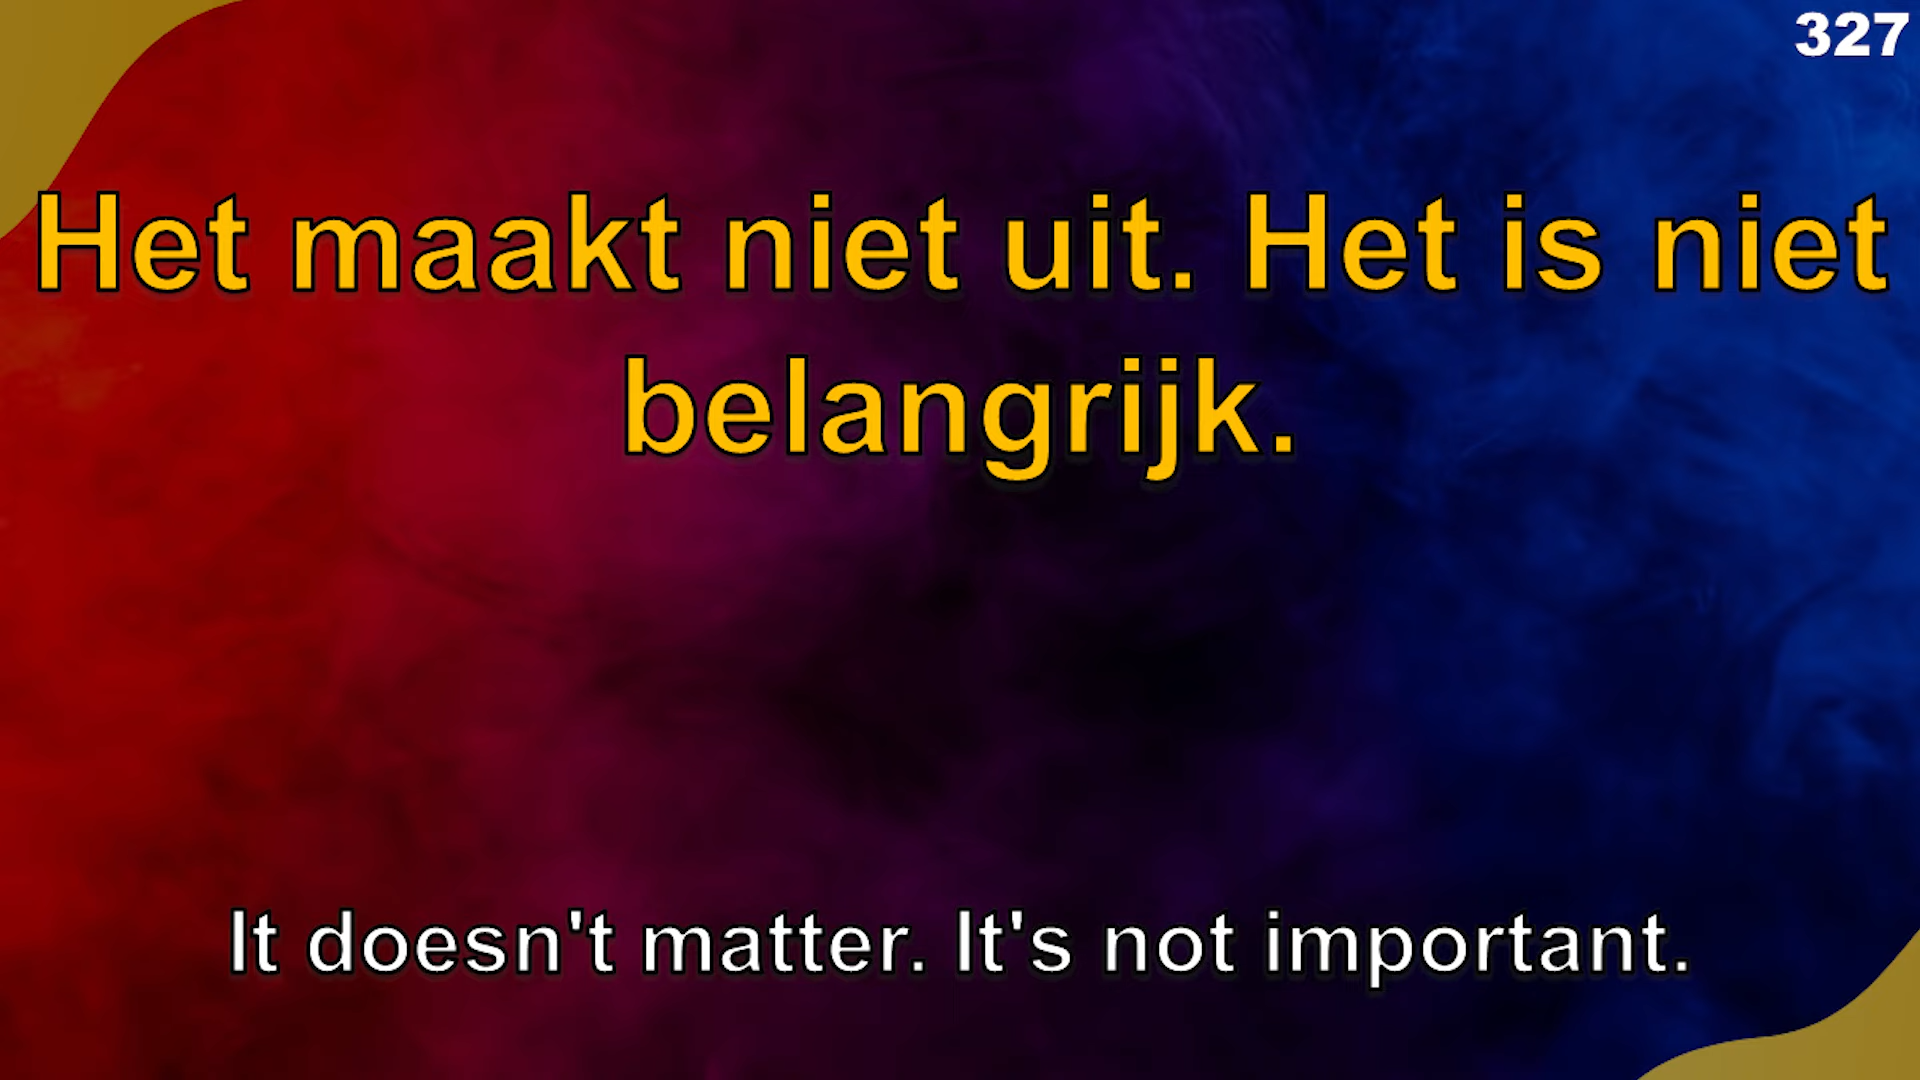 327
Het maakt niet uit. Het is niet
belangrijk.
It doesn't matter. It's not important.